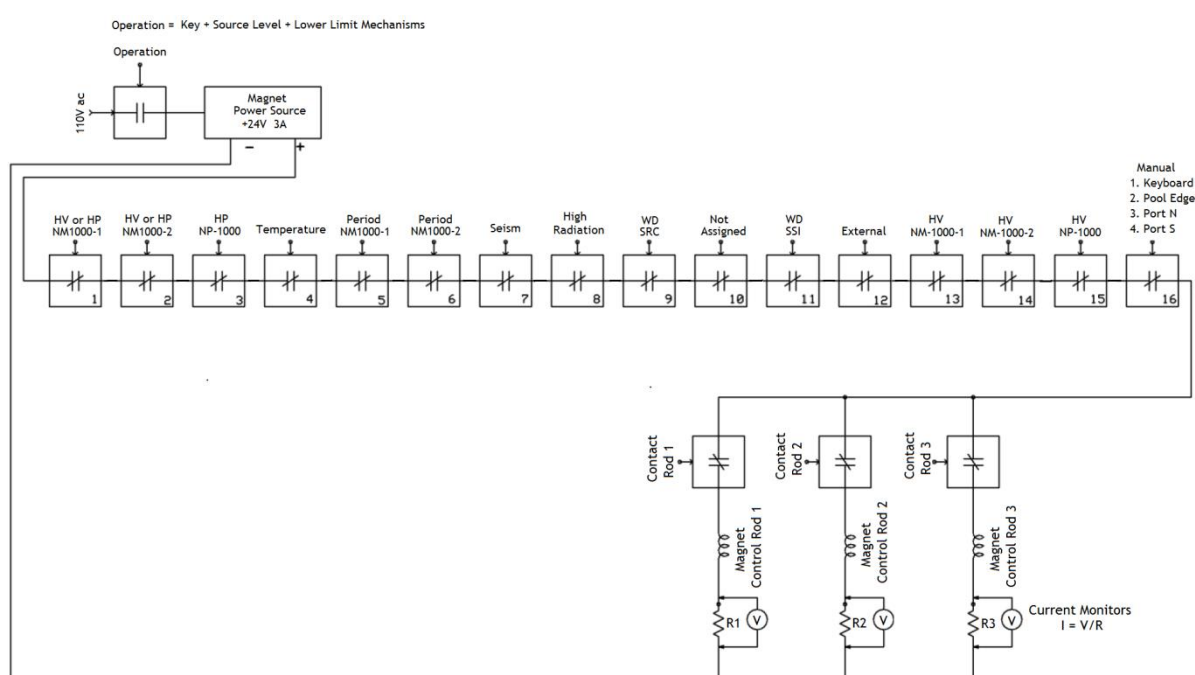 Operation = Key + Source Level + Lower Limit Mechanisms
Operation
110V ac
Magnet
Power Source
+24V 3A
− +
Manual
1. Keyboard
2. Pool Edge
3. Port N
4. Port S
HV or HP
NM1000-1
HV or HP
NM1000-2
HP
NP-1000
Temperature
Period
NM1000-1
Period
NM1000-2
Seism
High
Radiation
WD
SRC
Not
Assigned
WD
SSI
External
HV
NM-1000-1
HV
NM-1000-2
HV
NP-1000
1 2 3 4 5 6 7 8 9 10 11 12 13 14 15 16
Contact
Rod 1
Contact
Rod 2
Contact
Rod 3
Magnet
Control Rod 1
Magnet
Control Rod 2
Magnet
Control Rod 3
R1 V
R2 V
R3 V
Current Monitors
I = V/R